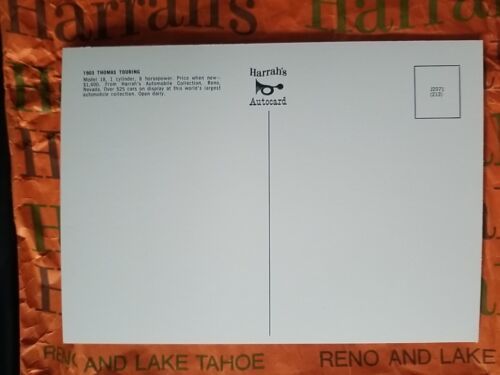 Harrah's
1903 THOMAS TOURING
Model 18, 1 cylinder, 8 horsepower. Price when new—
$1,400. From Harrah's Automobile Collection, Reno,
Nevada. Over 525 cars on display at this world's largest
automobile collection. Open daily.
Harrah's
Autocard
RENO AND LAKE TAHOE
RENO AND LAKE TAHOE